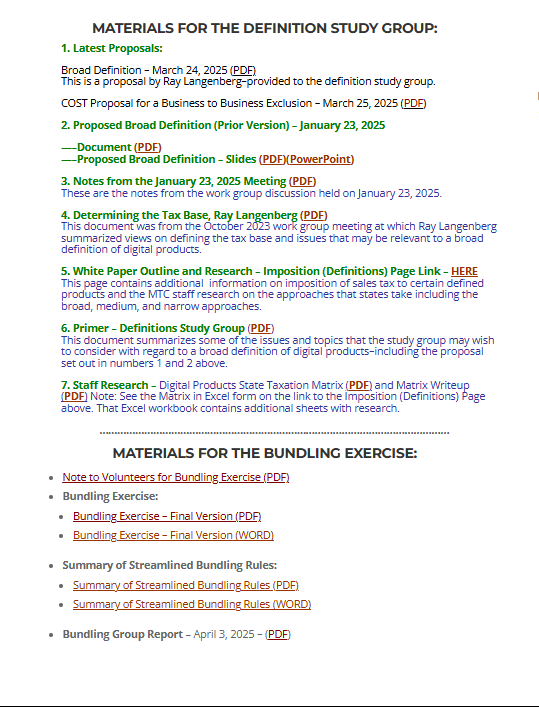 MATERIALS FOR THE DEFINITION STUDY GROUP:
1. Latest Proposals:
Broad Definition – March 24, 2025 (PDF)
This is a proposal by Ray Langenberg–provided to the definition study group.
COST Proposal for a Business to Business Exclusion – March 25, 2025 (PDF)
2. Proposed Broad Definition (Prior Version) – January 23, 2025
—–Document (PDF)
—–Proposed Broad Definition – Slides (PDF)(PowerPoint)
3. Notes from the January 23, 2025 Meeting (PDF)
These are the notes from the work group discussion held on January 23, 2025.
4. Determining the Tax Base, Ray Langenberg (PDF)
This document was from the October 2023 work group meeting at which Ray Langenberg
summarized views on defining the tax base and issues that may be relevant to a broad
definition of digital products.
5. White Paper Outline and Research – Imposition (Definitions) Page Link – HERE
This page contains additional information on imposition of sales tax to certain defined
products and the MTC staff research on the approaches that states take including the
broad, medium, and narrow approaches.
6. Primer – Definitions Study Group (PDF)
This document summarizes some of the issues and topics that the study group may wish
to consider with regard to a broad definition of digital products–including the proposal
set out in numbers 1 and 2 above.
7. Staff Research – Digital Products State Taxation Matrix (PDF) and Matrix Writeup
(PDF) Note: See the Matrix in Excel form on the link to the Imposition (Definitions) Page
above. That Excel workbook contains additional sheets with research.
MATERIALS FOR THE BUNDLING EXERCISE:
Note to Volunteers for Bundling Exercise (PDF)
Bundling Exercise:
Bundling Exercise – Final Version (PDF)
Bundling Exercise – Final Version (WORD)
Summary of Streamlined Bundling Rules:
Summary of Streamlined Bundling Rules (PDF)
Summary of Streamlined Bundling Rules (WORD)
Bundling Group Report – April 3, 2025 – (PDF)